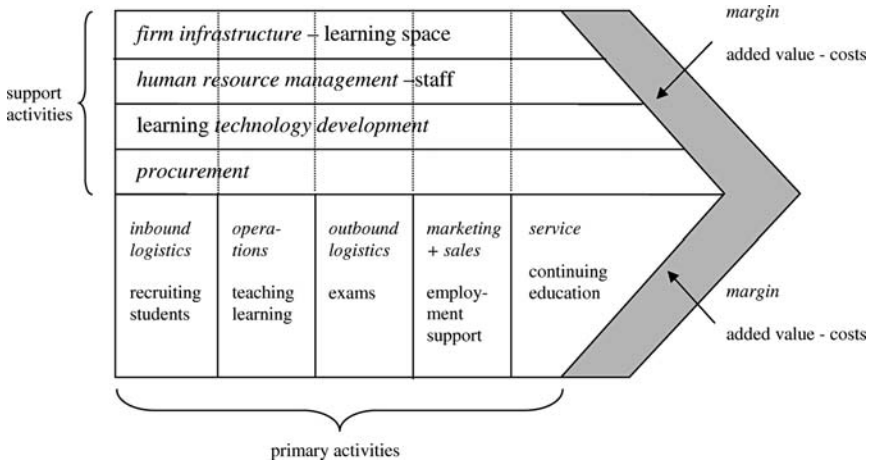 firm infrastructure – learning space
human resource management –staff
learning technology development
procurement
support
activities
inbound
logistics
recruiting
students
opera-
tions
teaching
learning
outbound
logistics
exams
marketing
+ sales
employ-
ment
support
service
continuing
education
margin
added value - costs
margin
added value - costs
primary activities